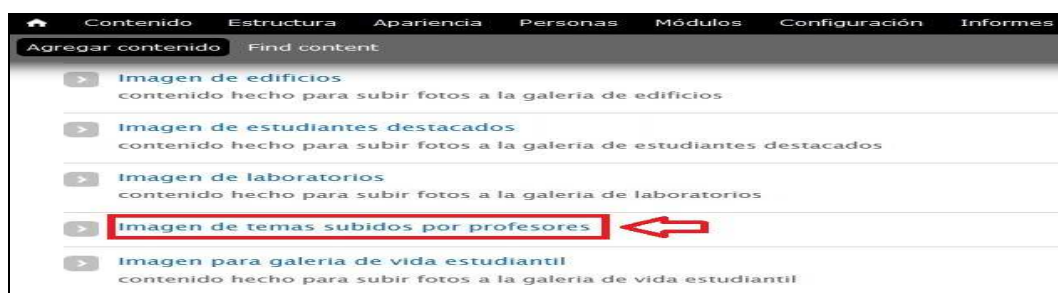 Contenido Estructura Apariencia Personas Módulos Configuración Informes
Agregar contenido Find content
Imagen de edificios
contenido hecho para subir fotos a la galeria de edificios
Imagen de estudiantes destacados
contenido hecho para subir fotos a la galeria de estudiantes destacados
Imagen de laboratorios
contenido hecho para subir fotos a la galeria de laboratorios
Imagen de temas subidos por profesores
Imagen para galeria de vida estudiantil
contenido hecho para subir fotos a la galeria de vida estudiantil